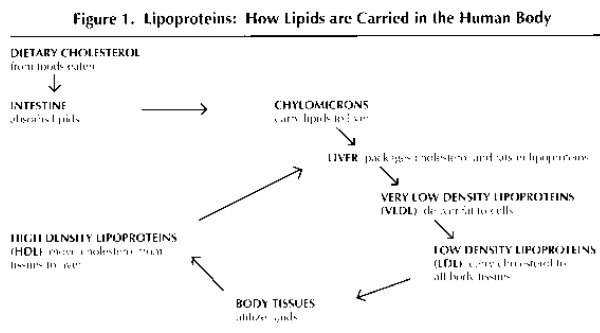 Figure 1. Lipoproteins: How Lipids are Carried in the Human Body
DIETARY CHOLESTEROL
from foods eaten
INTESTINE
absorbs lipids
CHYLOMICRONS
carry lipids to liver
LIVER packages cholesterol and fats in lipoproteins
VERY LOW DENSITY LIPOPROTEINS
(VLDL) deliver fat to cells
LOW DENSITY LIPOPROTEINS
(LDL) carry cholesterol to
all body tissues
BODY TISSUES
utilize lipids
HIGH DENSITY LIPOPROTEINS
(HDL) move cholesterol from
tissues to liver